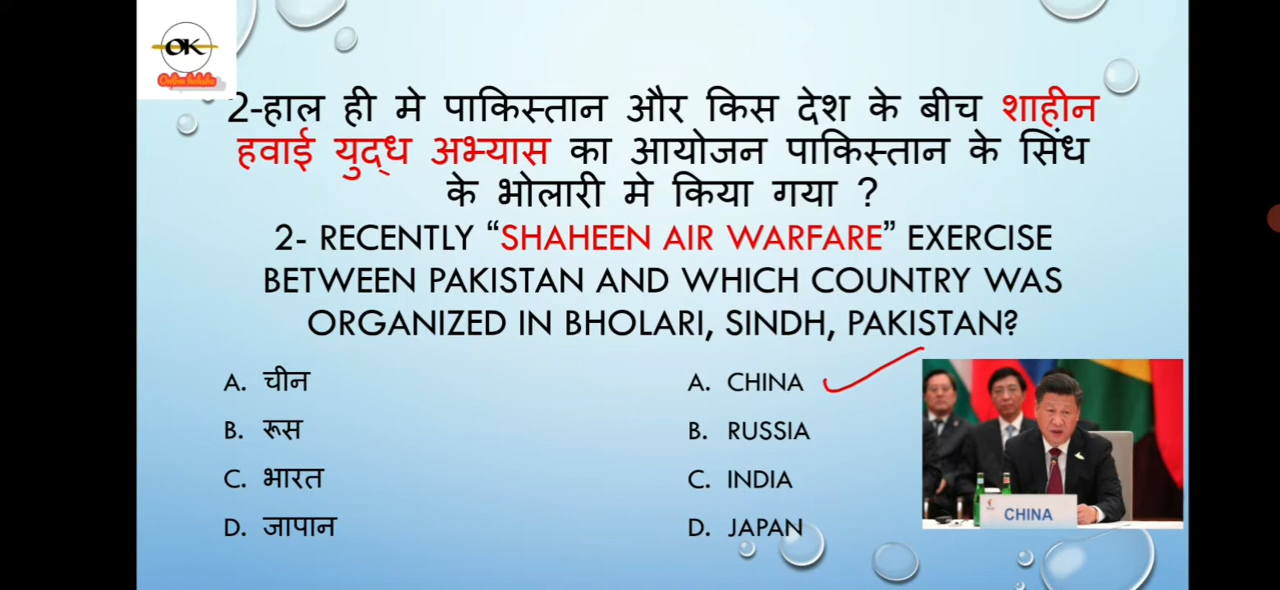 OK
2-हाल ही मे पाकिस्तान और किस देश के बीच शाहीन
हवाई युद्ध अभ्यास का आयोजन पाकिस्तान के सिंध
के भोलारी मे किया गया ?
2- RECENTLY “SHAHEEN AIR WARFARE” EXERCISE
BETWEEN PAKISTAN AND WHICH COUNTRY WAS
ORGANIZED IN BHOLARI, SINDH, PAKISTAN?
A. चीन
B. रूस
C. भारत
D. जापान
A. CHINA
B. RUSSIA
C. INDIA
D. JAPAN
CHINA